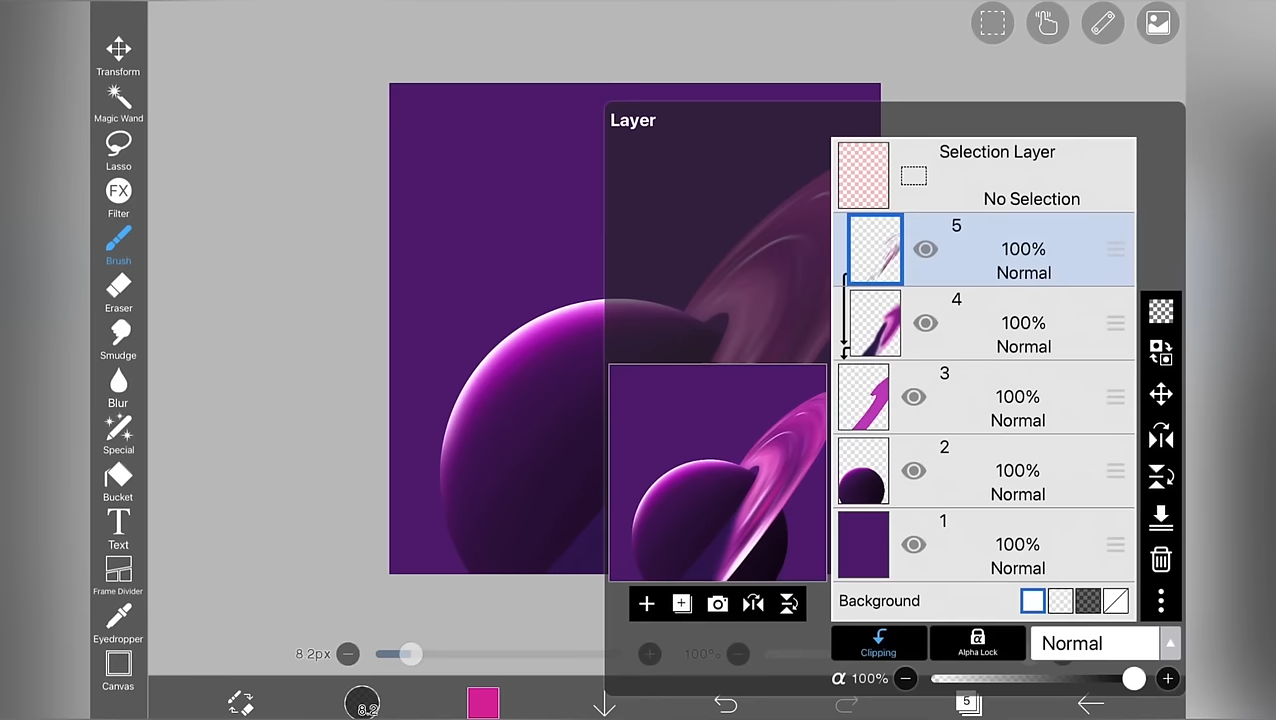 Transform
Magic Wand
Lasso
FX
Filter
Brush
Eraser
Smudge
Blur
Special
Bucket
T
Text
Frame Divider
Eyedropper
Canvas
Layer
Selection Layer
No Selection
5
100%
Normal
4
100%
Normal
3
100%
Normal
2
100%
Normal
1
100%
Normal
Background
Clipping
α
Alpha Lock
Normal
α 100%
8 2px
100%
8.2
5